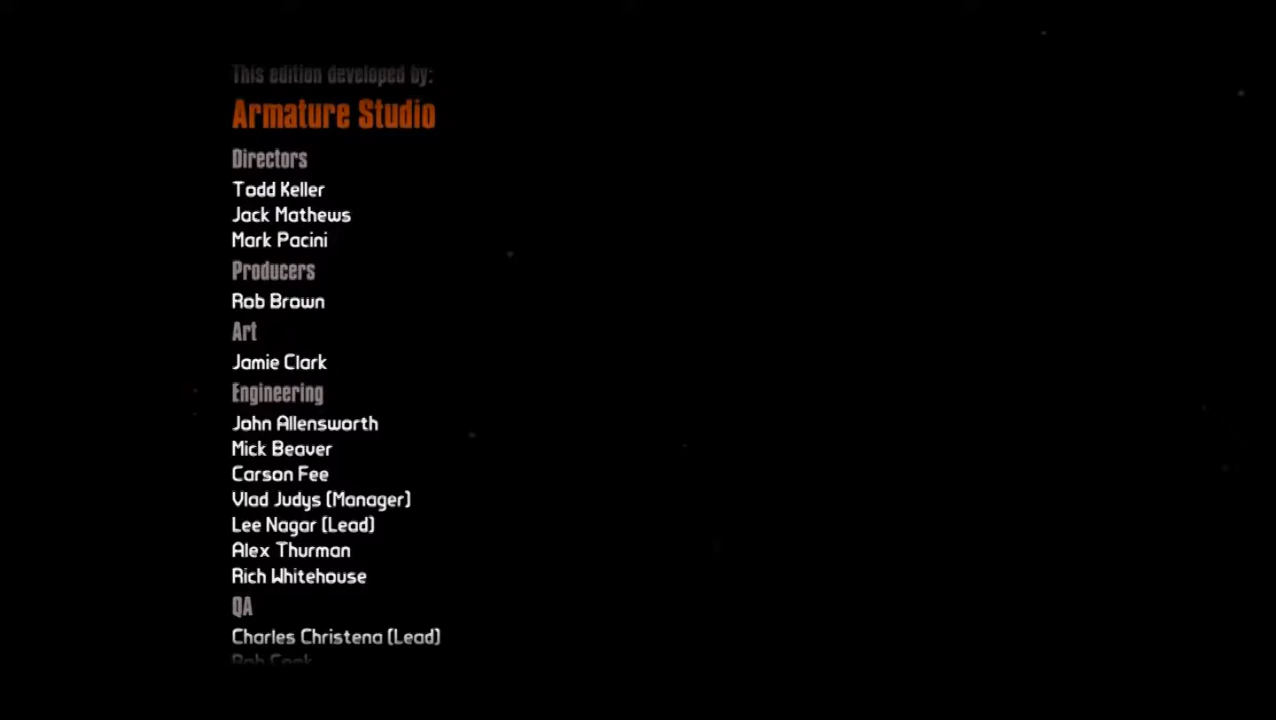 This edition developed by:
Armature Studio
Directors
Todd Keller
Jack Mathews
Mark Pacini
Producers
Rob Brown
Art
Jamie Clark
Engineering
John Allensworth
Mick Beaver
Carson Fee
Vlad Judys (Manager)
Lee Nagar (Lead)
Alex Thurman
Rich Whitehouse
QA
Charles Christena (Lead)